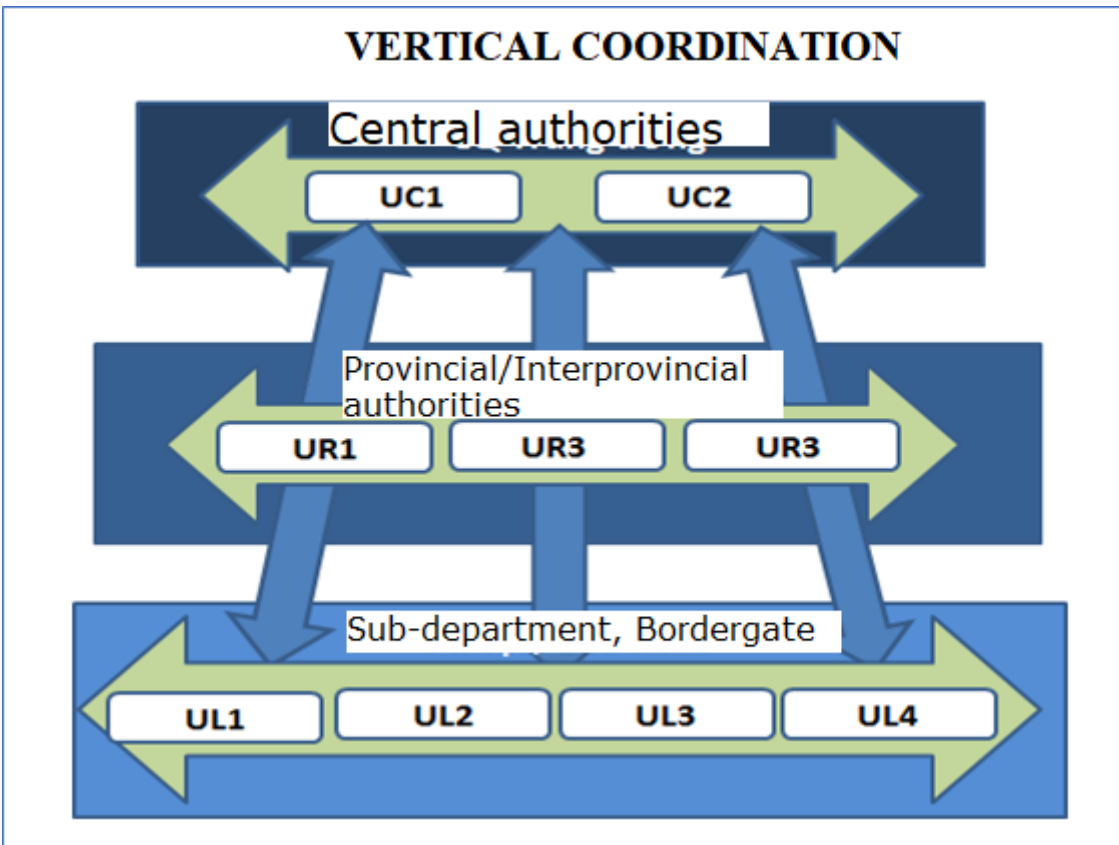 VERTICAL COORDINATION
Central authorities
UC1 UC2
Provincial/Interprovincial
authorities
UR1 UR3 UR3
Sub-department, Bordergate
UL1 UL2 UL3 UL4